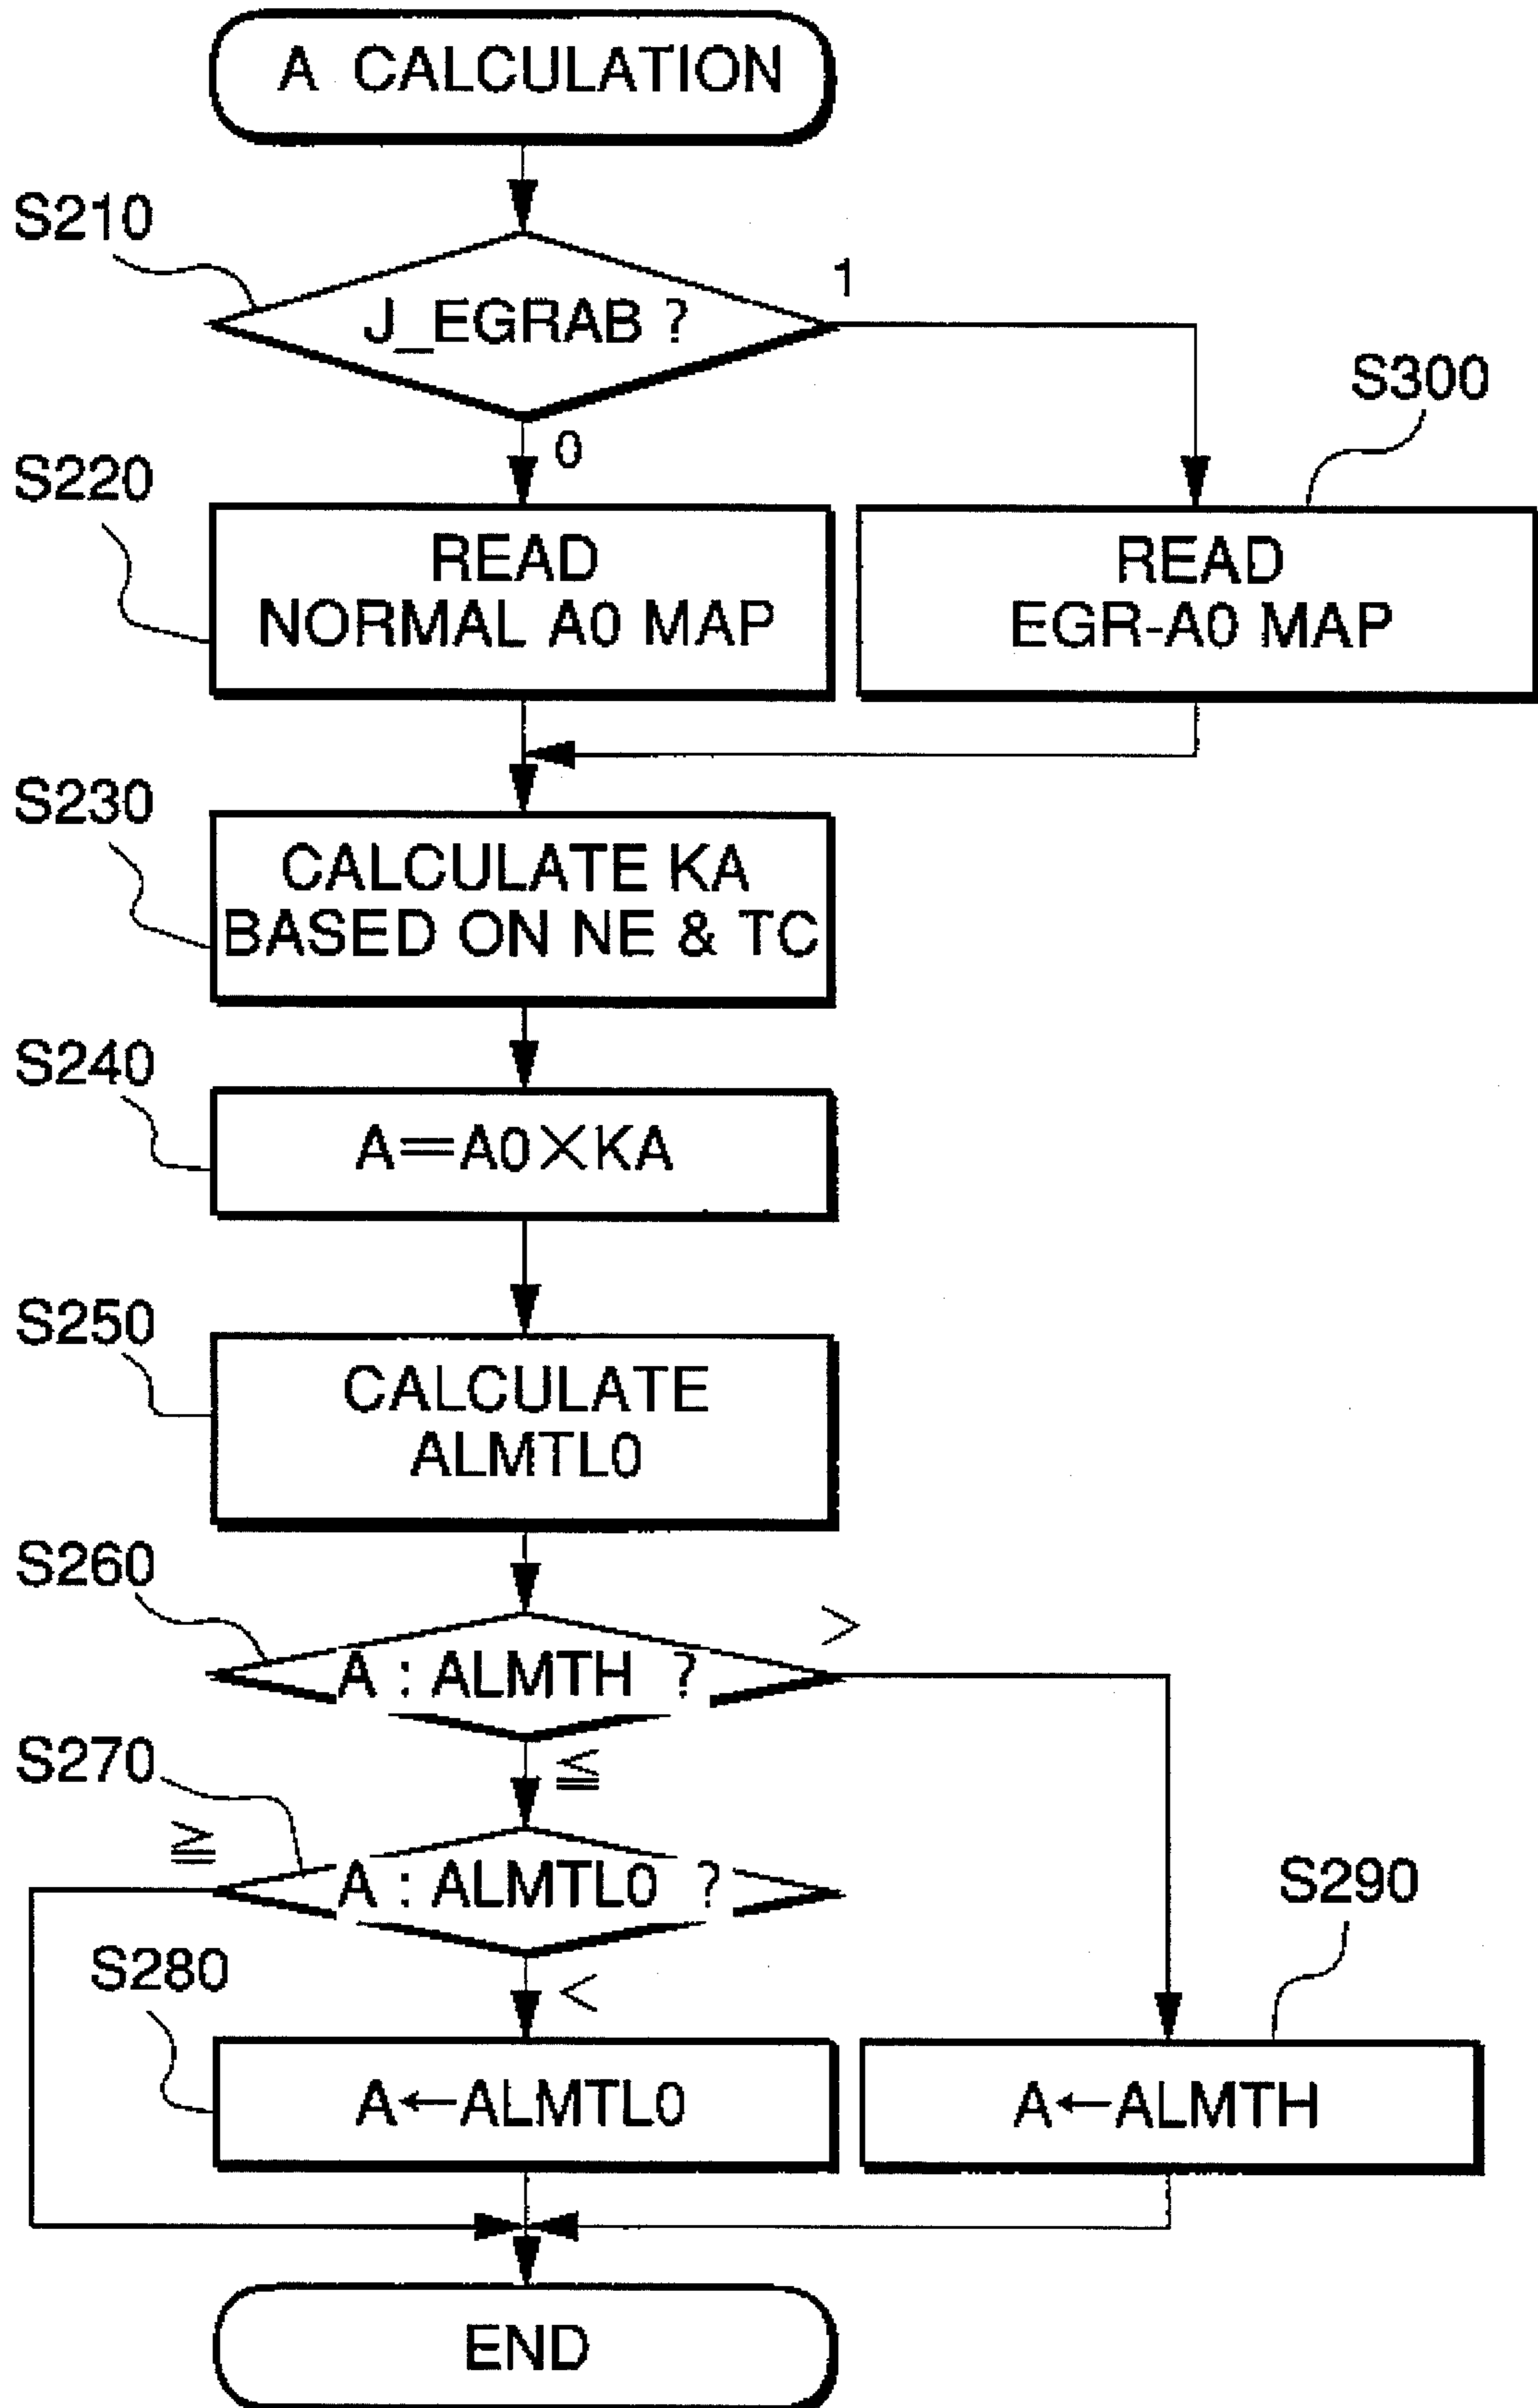 A CALCULATION
S210
J_EGRAB ?
1
0
S300
S220
READ
NORMAL A0 MAP
READ
EGR-A0 MAP
S230
CALCULATE KA
BASED ON NE & TC
S240
A=A0×KA
S250
CALCULATE
ALMTL0
S260
A : ALMTH ?
>
≦
S270
≧
A : ALMTL0 ?
<
S290
S280
A←ALMTL0
A←ALMTH
END